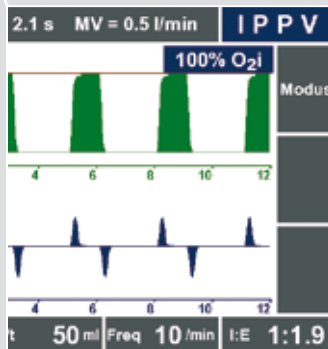 2.1 s MV = 0.5 l/min IPPV
100% O2i
Modus
4 6 8 10 12
4 6 8 10 12
50 ml Freq 10 /min I:E 1:1.9